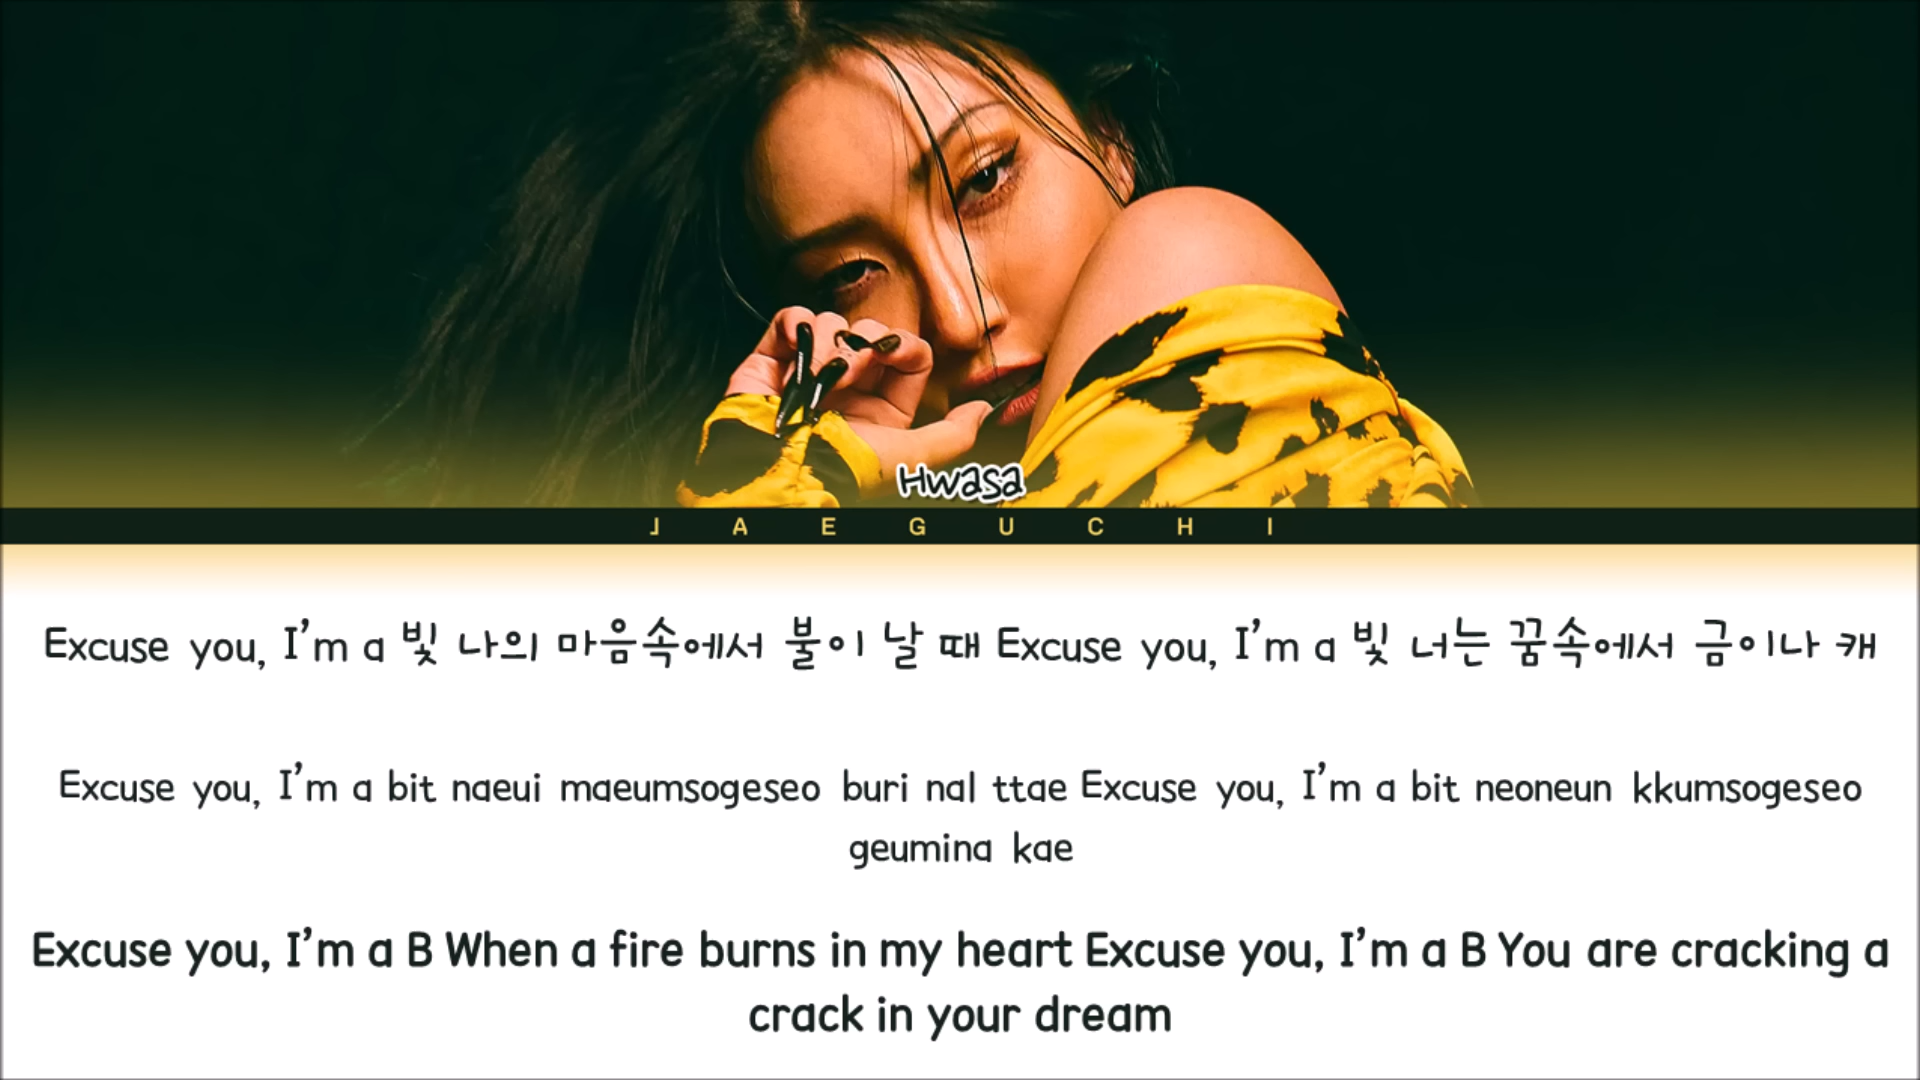 Hwasa
JAEGUCHI
Excuse you, I'm a 빛 나의 마음속에서 불이 날 때 Excuse you, I'm a 빛 너는 꿈속에서 금이나 캐
Excuse you, I'm a bit naeui maeumsogeseo buri nal ttae Excuse you, I'm a bit neoneun kkumsogeseo
geumina kae
Excuse you, I'm a B When a fire burns in my heart Excuse you, I'm a B You are cracking a
crack in your dream